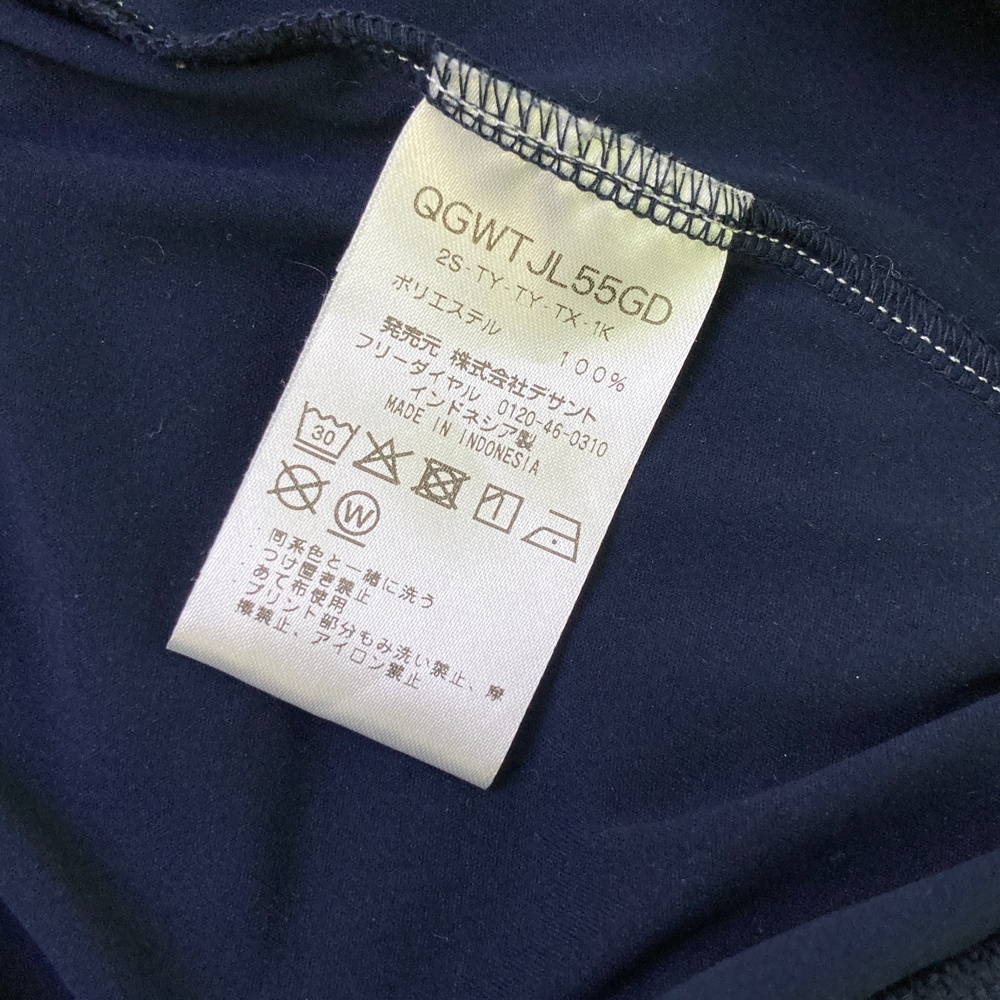 QGWTJL55GD
2S-TY-TY-TX-1K
ポリエステル 100%
発売元 株式会社デサント
フリーダイヤル 0120-46-0310
インドネシア製
MADE IN INDONESIA
30
W
同系色と一緒に洗う
つけ置き禁止
あて布使用
プリント部分もみ洗い禁止、摩
擦禁止、アイロン禁止